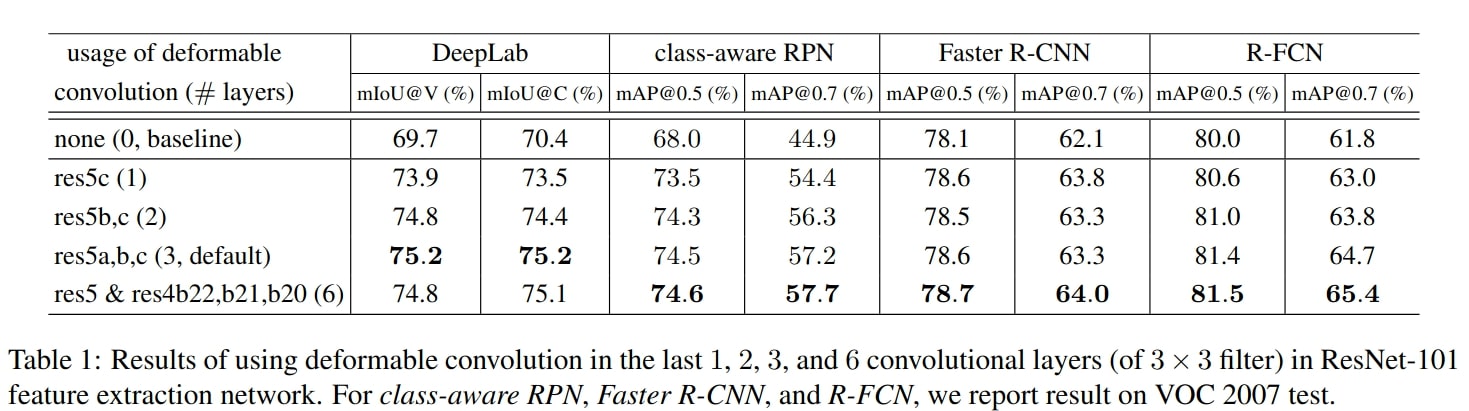 usage of deformable DeepLab class-aware RPN Faster R-CNN R-FCN
convolution (# layers) mIoU@V (%) mIoU@C (%) mAP@0.5 (%) mAP@0.7 (%) mAP@0.5 (%) mAP@0.7 (%) mAP@0.5 (%) mAP@0.7 (%)
none (0, baseline) 69.7 70.4 68.0 44.9 78.1 62.1 80.0 61.8
res5c (1) 73.9 73.5 73.5 54.4 78.6 63.8 80.6 63.0
res5b,c (2) 74.8 74.4 74.3 56.3 78.5 63.3 81.0 63.8
res5a,b,c (3, default) 75.2 75.2 74.5 57.2 78.6 63.3 81.4 64.7
res5 & res4b22,b21,b20 (6) 74.8 75.1 74.6 57.7 78.7 64.0 81.5 65.4
Table 1: Results of using deformable convolution in the last 1, 2, 3, and 6 convolutional layers (of 3 × 3 filter) in ResNet-101
feature extraction network. For class-aware RPN, Faster R-CNN, and R-FCN, we report result on VOC 2007 test.